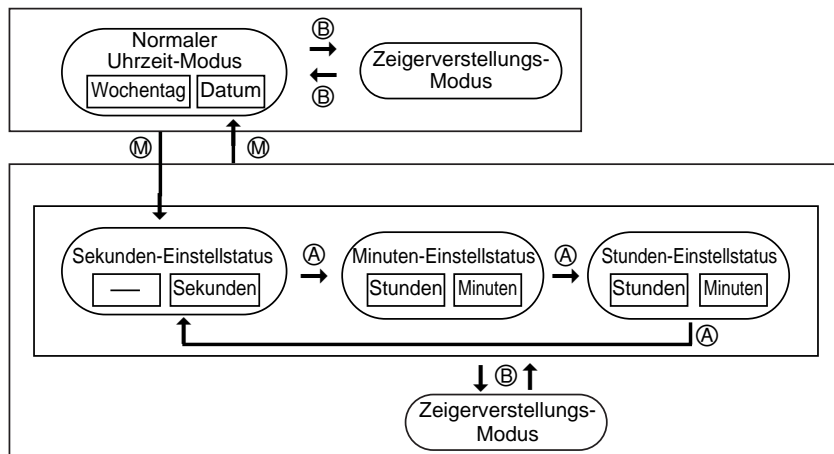 Normaler
Uhrzeit-Modus
Wochentag Datum
Ⓑ
Ⓑ
Zeigerverstellungs-
Modus
Ⓜ Ⓜ
Sekunden-Einstellstatus
— Sekunden
Ⓐ
Minuten-Einstellstatus
Stunden Minuten
Ⓐ
Stunden-Einstellstatus
Stunden Minuten
Ⓐ
Ⓑ
Zeigerverstellungs-
Modus